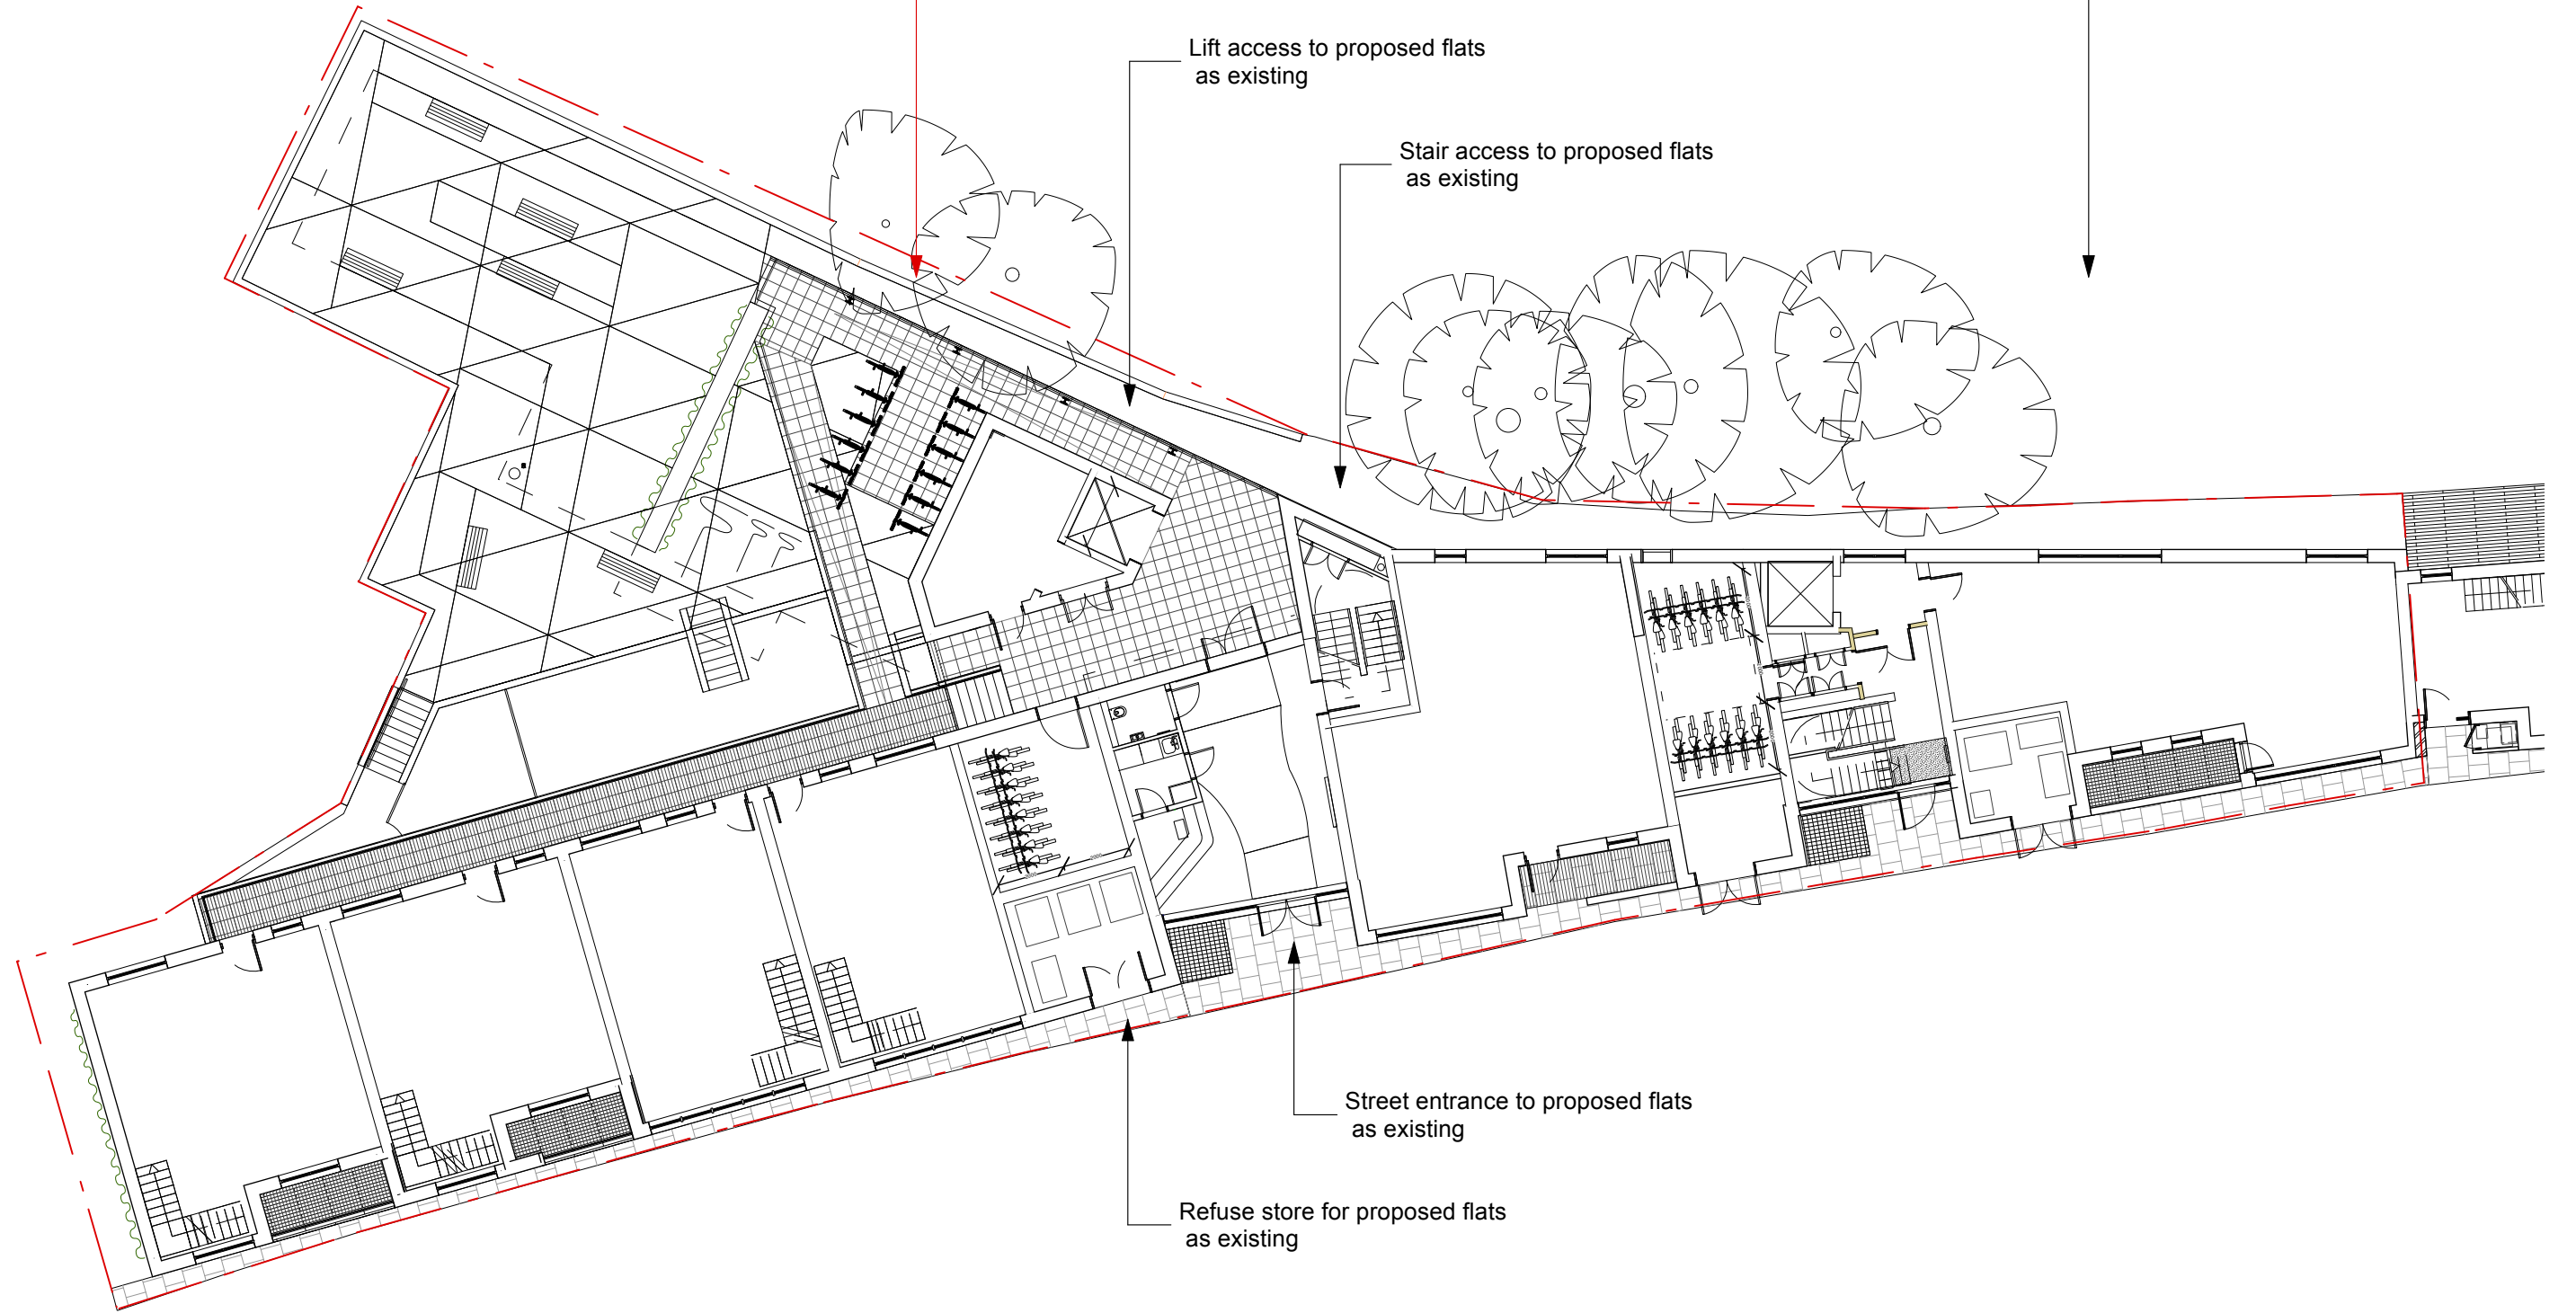 Lift access to proposed flats
as existing
Stair access to proposed flats
as existing
Street entrance to proposed flats
as existing
Refuse store for proposed flats
as existing